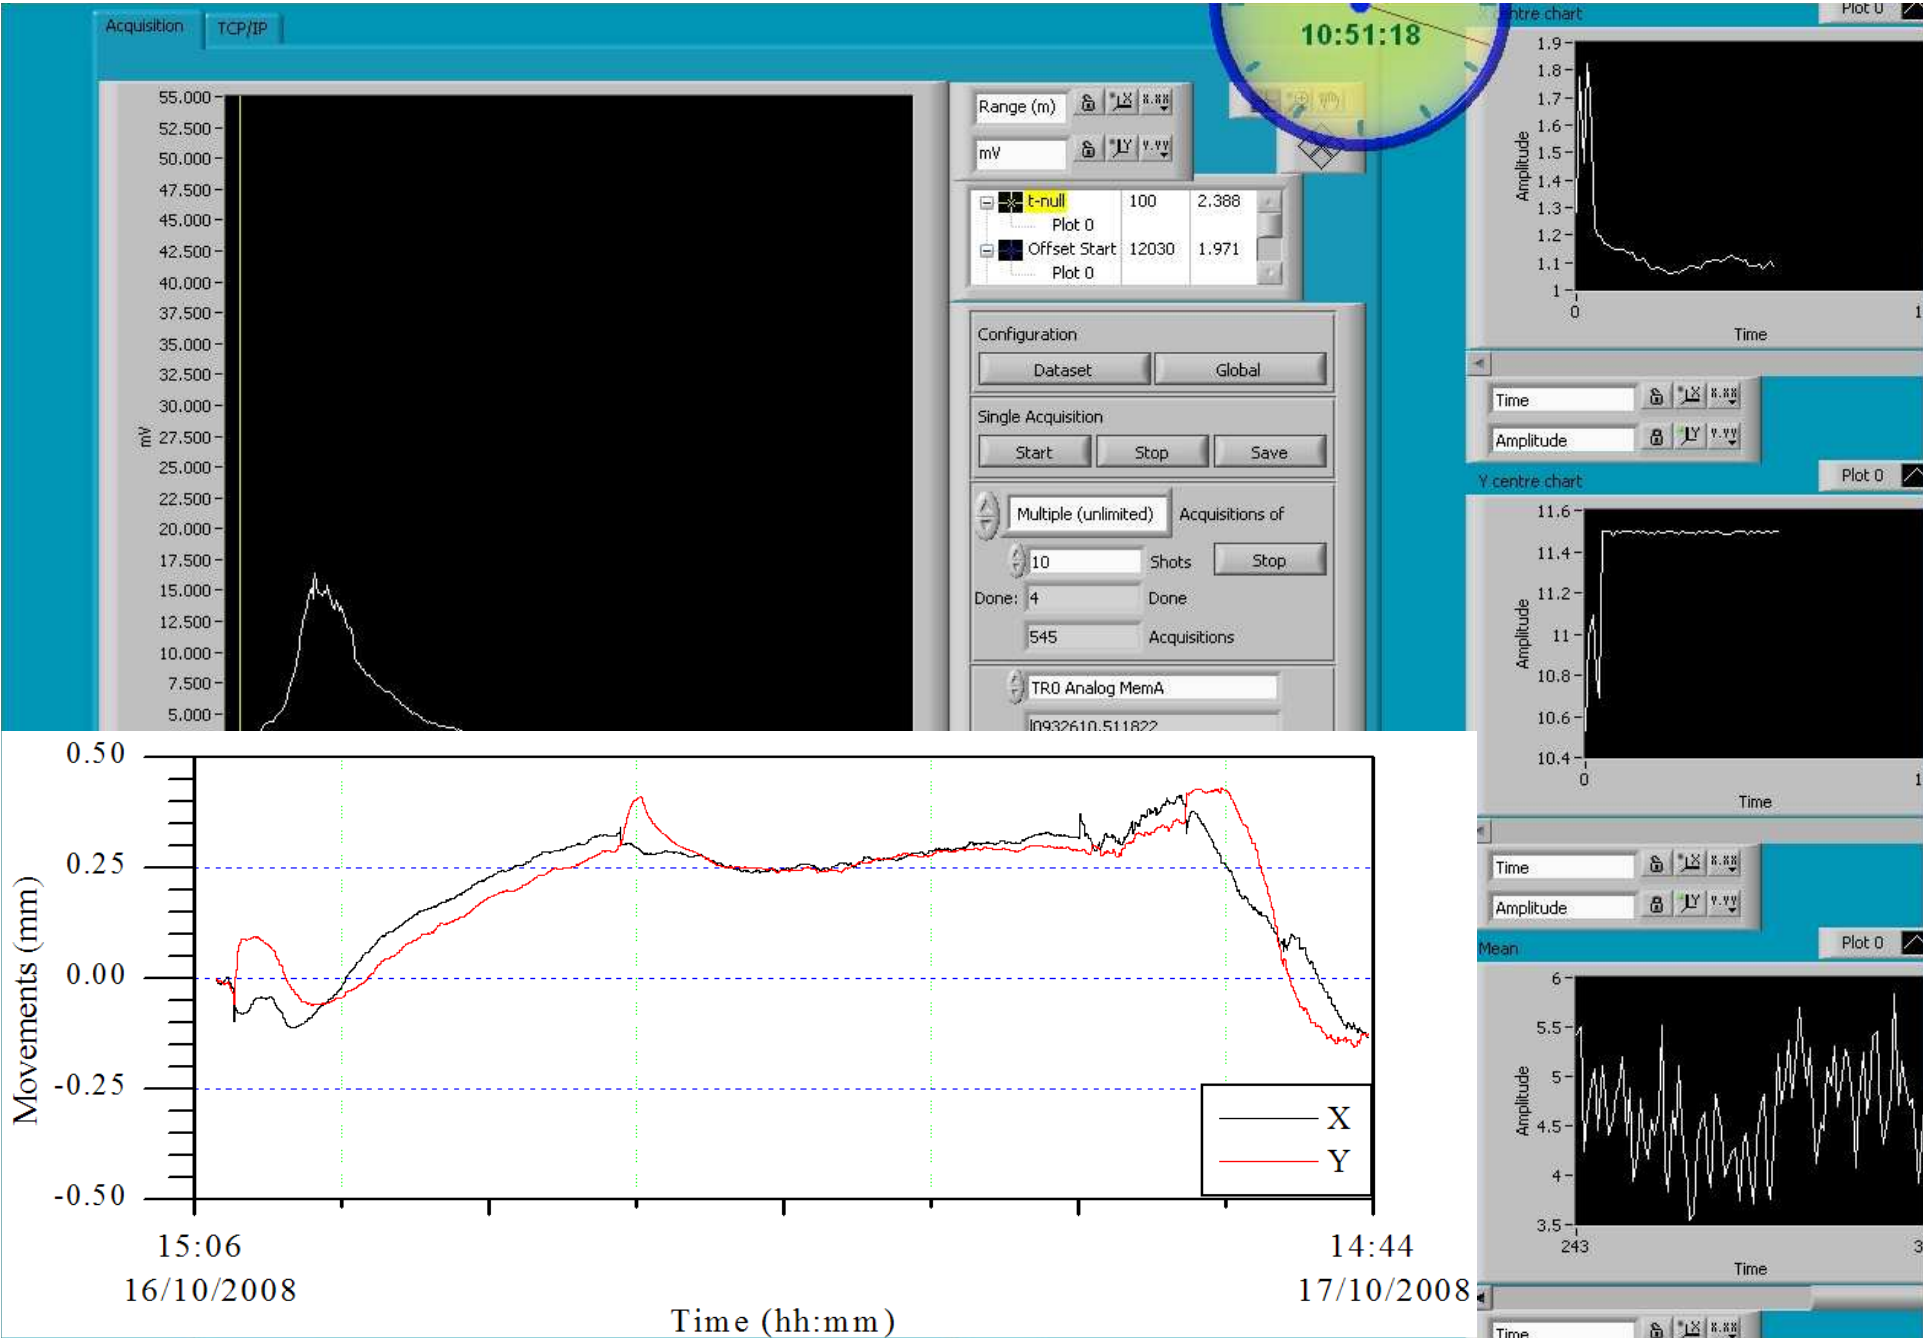 Acquisition
TCP/IP
10:51:18
X centre chart
Plot 0
55.000
52.500
50.000
47.500
45.000
42.500
40.000
37.500
35.000
32.500
30.000
27.500
25.000
22.500
20.000
17.500
15.000
12.500
10.000
7.500
5.000
mV
Range (m)
mV
t-null 100 2.388
Plot 0
Offset Start 12030 1.971
Plot 0
Configuration
Dataset Global
Single Acquisition
Start Stop Save
Multiple (unlimited) Acquisitions of
10 Shots Stop
Done: 4 Done
545 Acquisitions
TR0 Analog MemA
l0932610.511822
1.9
1.8
1.7
1.6
1.5
1.4
1.3
1.2
1.1
1
Amplitude
0 1
Time
Time
Amplitude
Y centre chart
Plot 0
11.6
11.4
11.2
11
10.8
10.6
10.4
Amplitude
0 1
Time
Time
Amplitude
Mean
Plot 0
6
5.5
5
4.5
4
3.5
Amplitude
243 3
Time
Time
0.50
0.25
0.00
-0.25
-0.50
Movements (mm)
X
Y
15:06 14:44
16/10/2008 17/10/2008
Time (hh:mm)